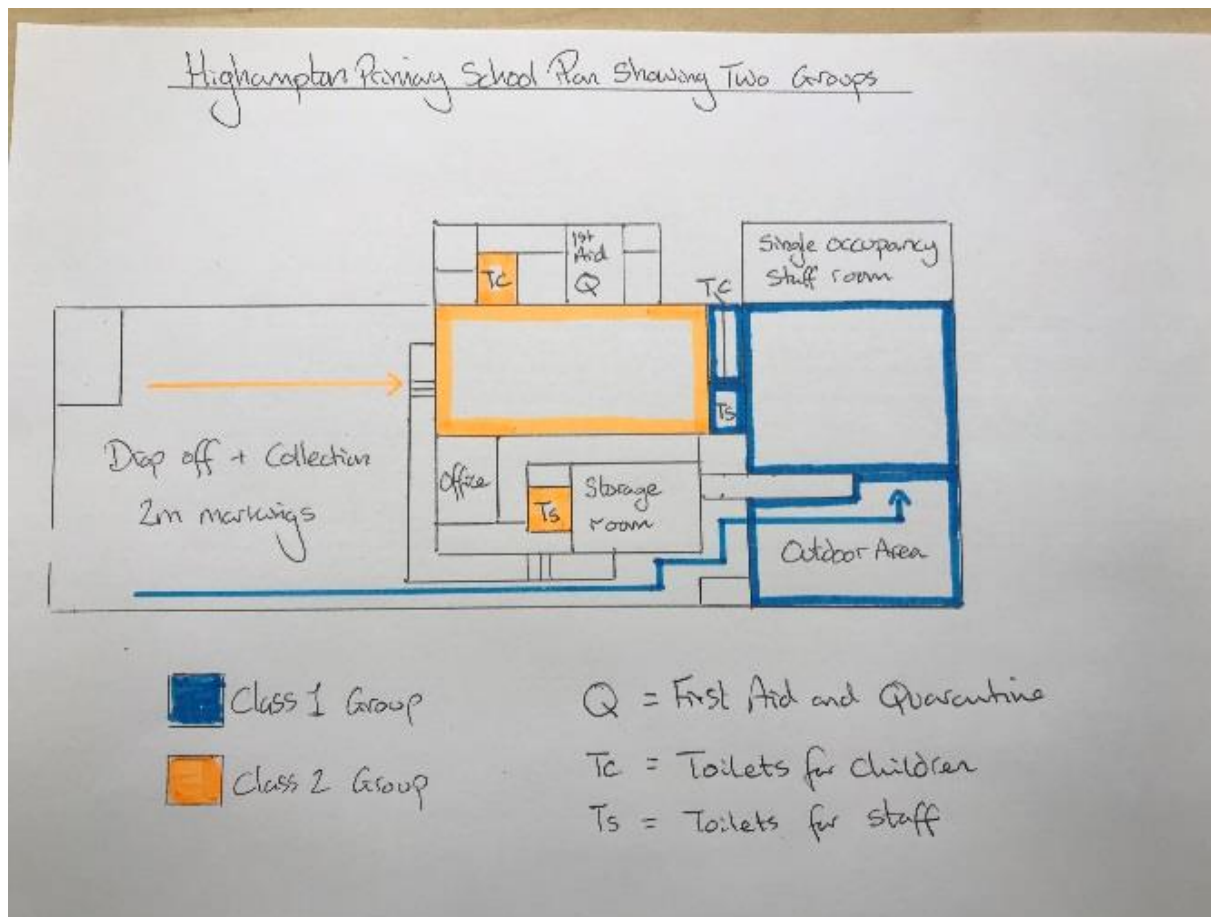 Highampton Primary School Plan Showing Two Groups
1st
Aid
Q
Tc
Single occupancy
staff room
TC
Ts
Drop off + Collection
2m markings
Office
Ts
Storage
room
Outdoor Area
Class 1 Group
Class 2 Group
Q = First Aid and Quarantine
Tc = Toilets for children
Ts = Toilets for staff